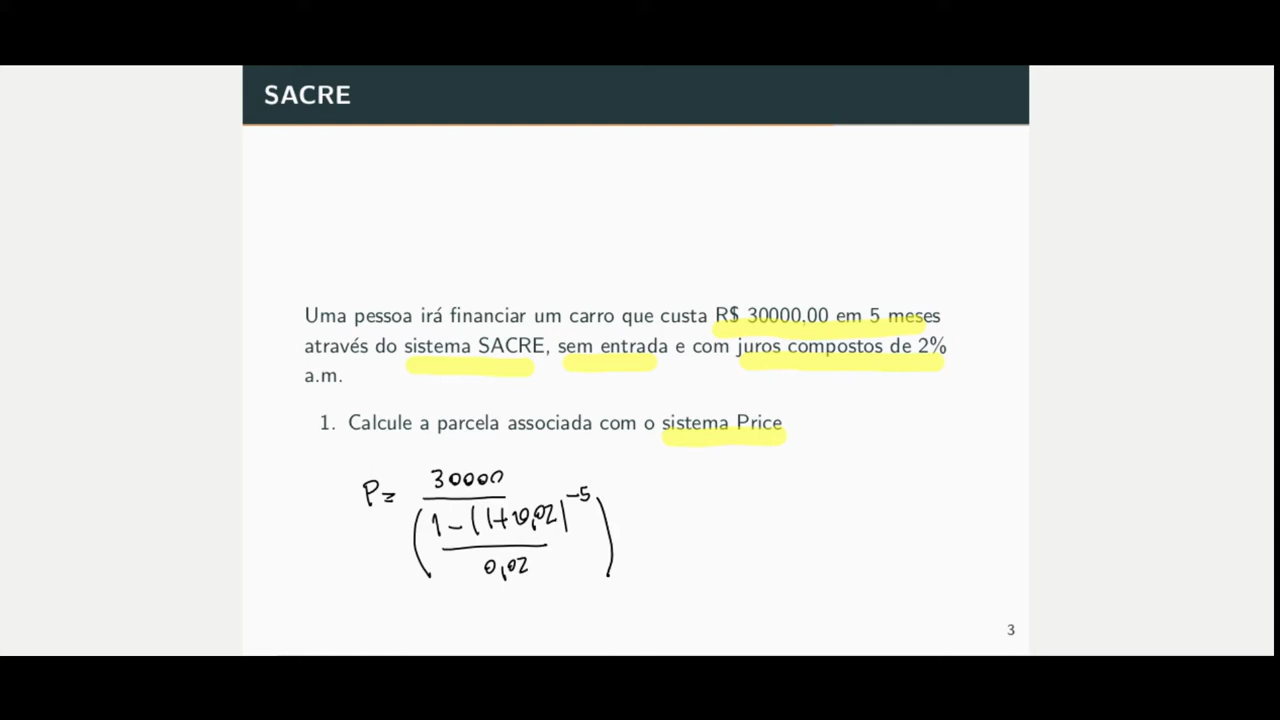 SACRE
Uma pessoa irá financiar um carro que custa R$ 30000,00 em 5 meses
através do sistema SACRE, sem entrada e com juros compostos de 2%
a.m.
1. Calcule a parcela associada com o sistema Price
P= 30000
(1-(1+0,02)^-5)
0,02
3